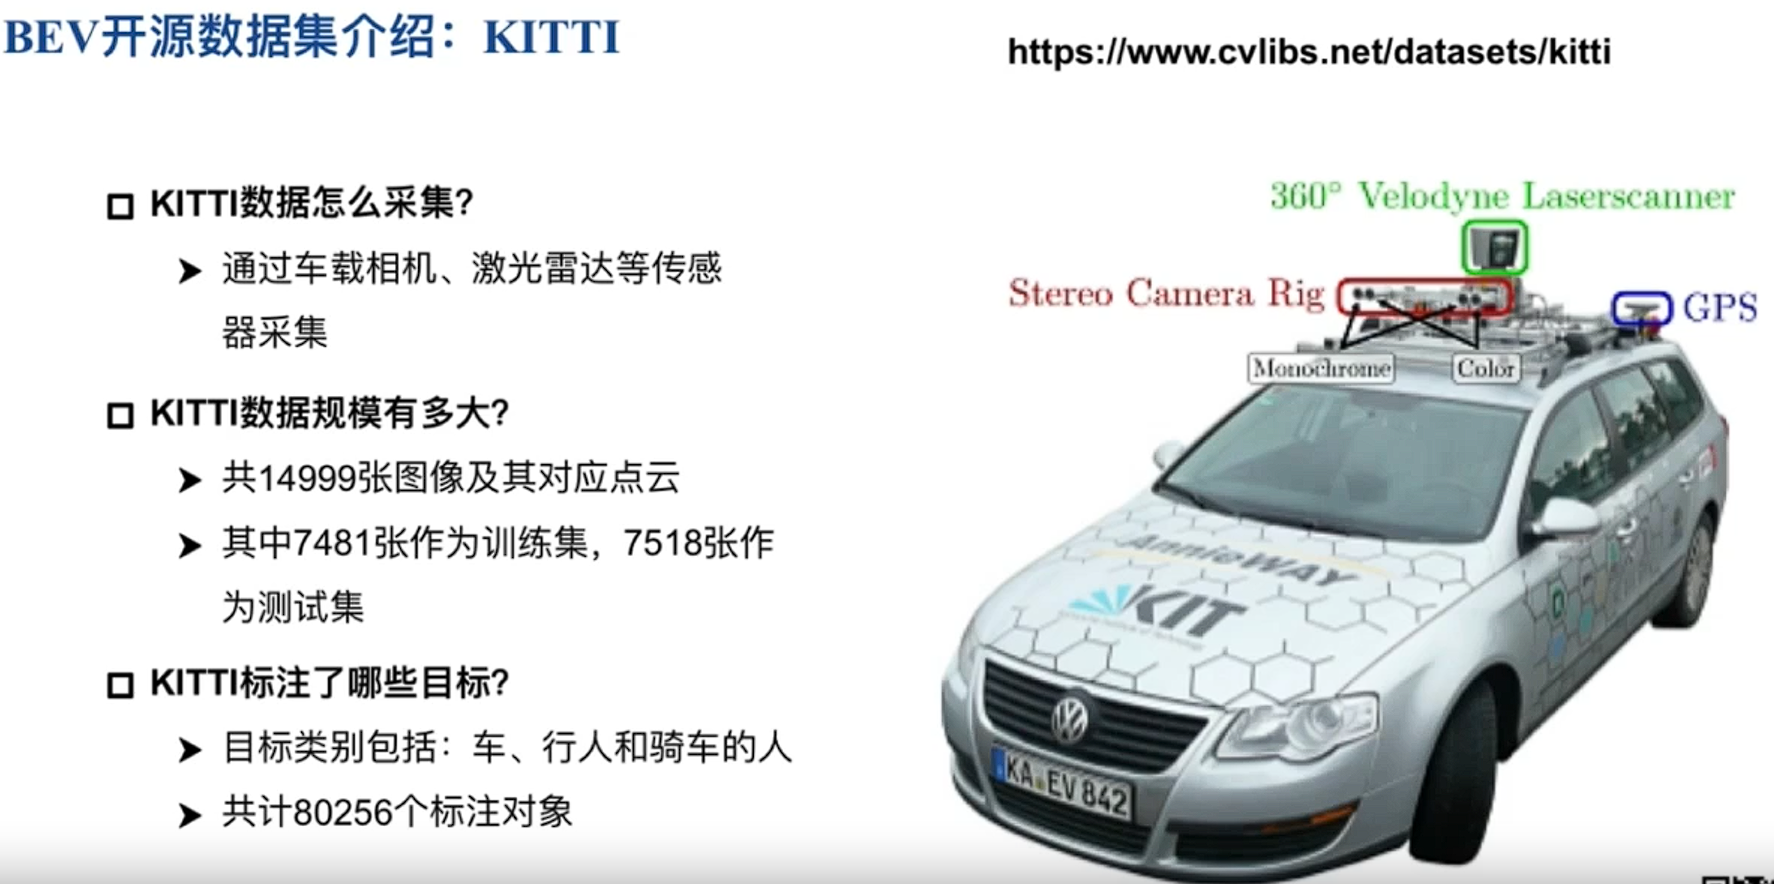 BEV开源数据集介绍：KITTI
https://www.cvlibs.net/datasets/kitti
KITTI数据怎么采集?
通过车载相机、激光雷达等传感
器采集
KITTI数据规模有多大?
共14999张图像及其对应点云
其中7481张作为训练集，7518张作
为测试集
KITTI标注了哪些目标?
目标类别包括：车、行人和骑车的人
共计80256个标注对象
360° Velodyne Laserscanner
Stereo Camera Rig
GPS
Monochrome
Color
AnnieWAY
KIT
KA EV 842